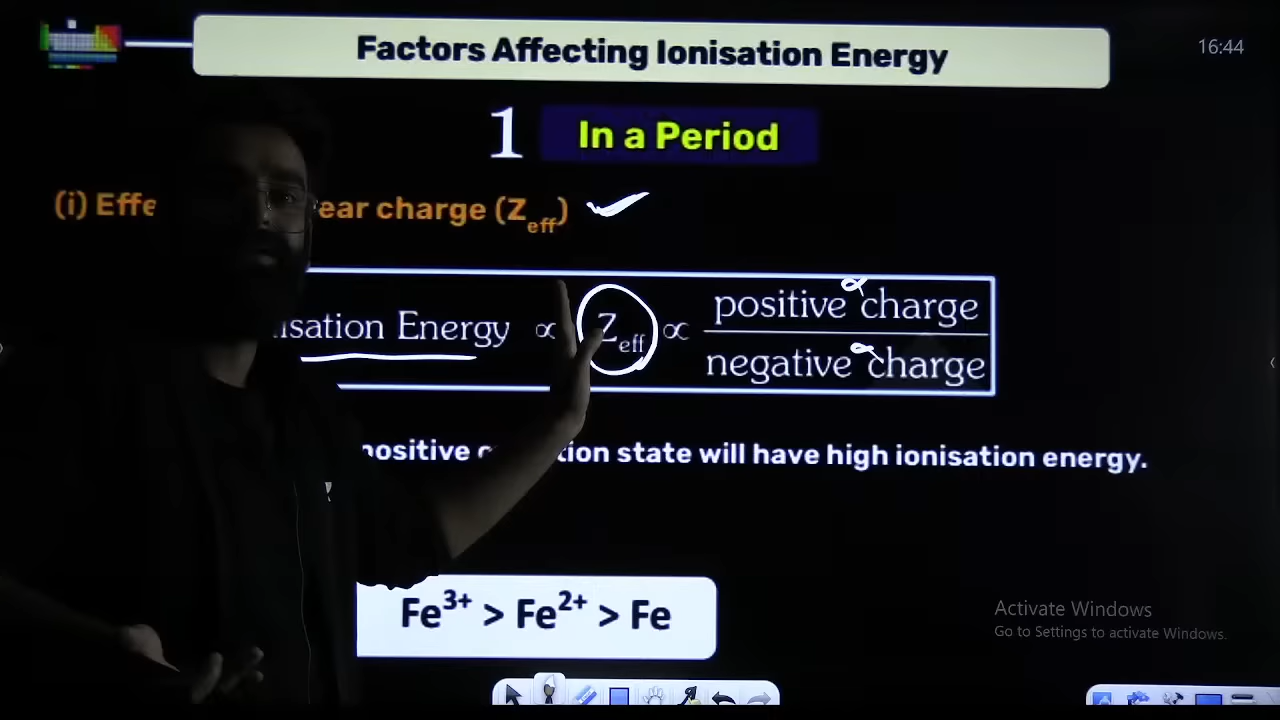 Factors Affecting Ionisation Energy
16:44
1 In a Period
(i) Effe ear charge (Zeff)
isation Energy ∝ Zeff ∝ positive charge
negative charge
positive tion state will have high ionisation energy.
Fe3+ > Fe2+ > Fe
Activate Windows
Go to Settings to activate Windows.